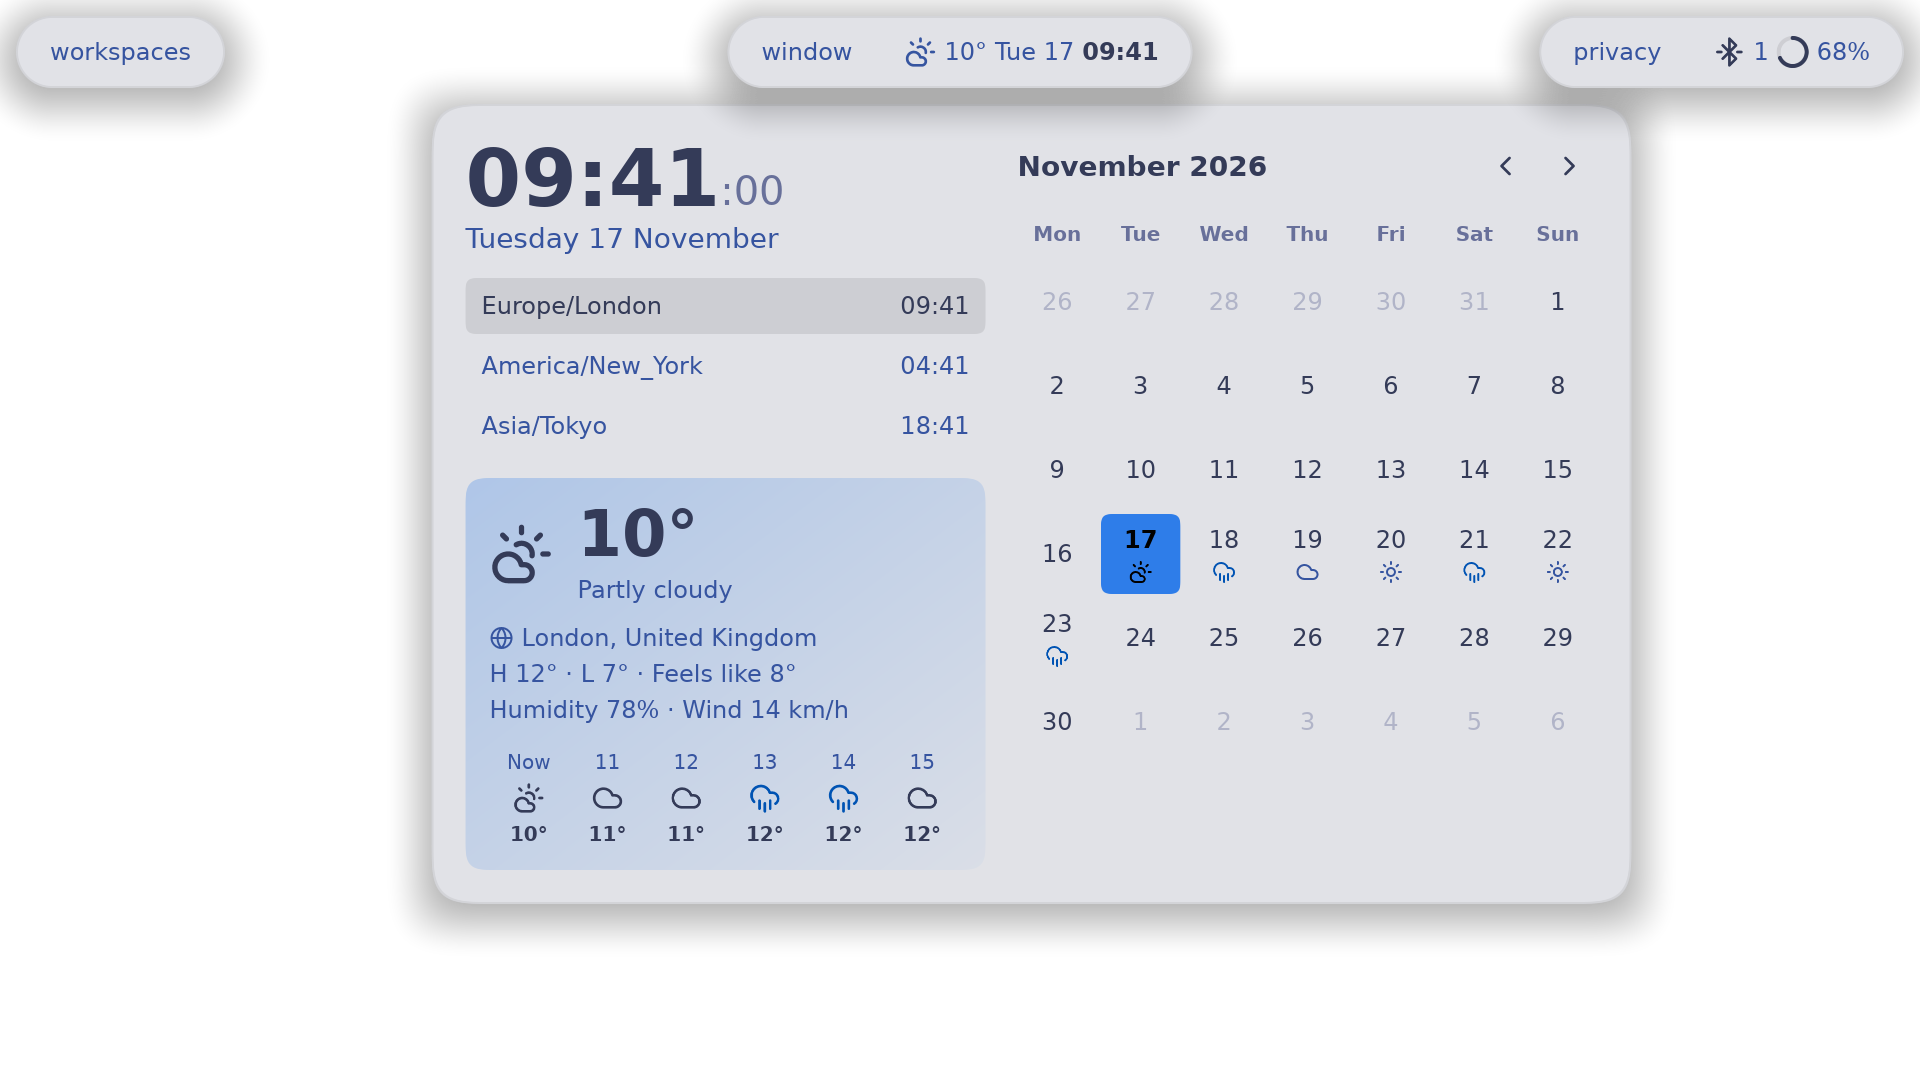 workspaces
window 10° Tue 17 09:41
privacy 1 68%
09:41:00
Tuesday 17 November
Europe/London 09:41
America/New_York 04:41
Asia/Tokyo 18:41
10°
Partly cloudy
London, United Kingdom
H 12° · L 7° · Feels like 8°
Humidity 78% · Wind 14 km/h
Now 11 12 13 14 15
10° 11° 11° 12° 12° 12°
November 2026
Mon Tue Wed Thu Fri Sat Sun
26 27 28 29 30 31 1
2 3 4 5 6 7 8
9 10 11 12 13 14 15
16 17 18 19 20 21 22
23 24 25 26 27 28 29
30 1 2 3 4 5 6